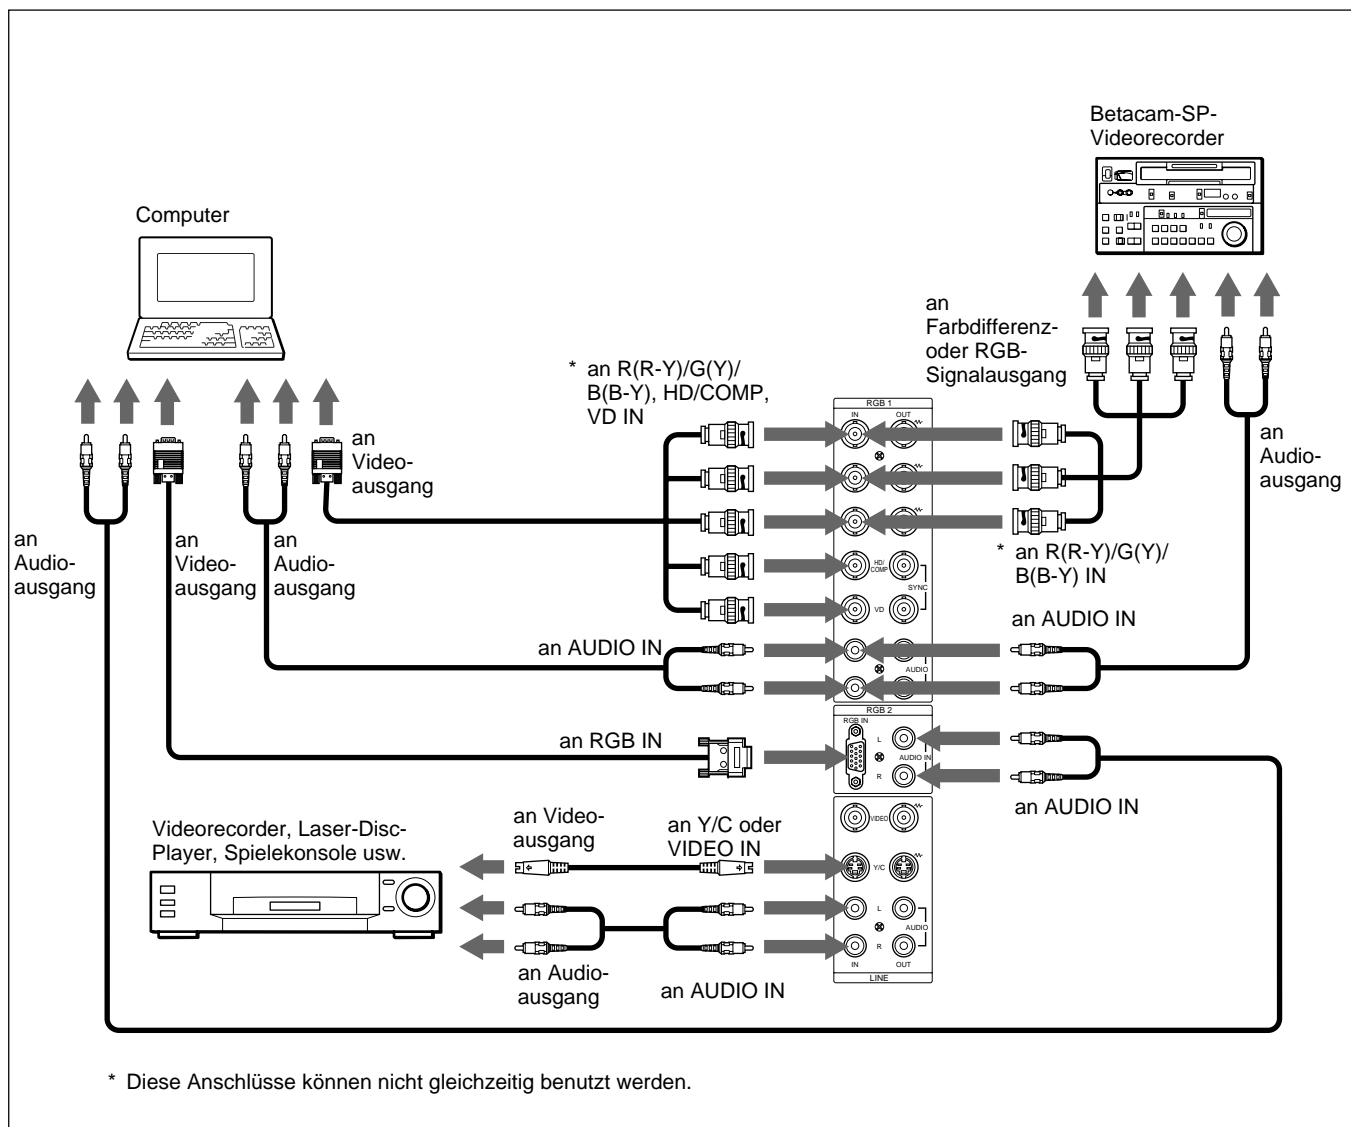 Betacam-SP-
Videorecorder
Computer
an
Farbdifferenz-
oder RGB-
Signalausgang
* an R(R-Y)/G(Y)/
B(B-Y), HD/COMP,
VD IN
an
Video-
ausgang
an
Audio-
ausgang
an
Audio-
ausgang
an
Video-
ausgang
an
Audio-
ausgang
RGB 1
IN
OUT
HD/
COMP
SYNC
VD
AUDIO
* an R(R-Y)/G(Y)/
B(B-Y) IN
an AUDIO IN
an AUDIO IN
RGB 2
RGB IN
L
AUDIO IN
R
an RGB IN
an AUDIO IN
Videorecorder, Laser-Disc-
Player, Spielekonsole usw.
an Video-
ausgang
an Y/C oder
VIDEO IN
VIDEO
Y/C
L
AUDIO
R
IN
OUT
LINE
an Audio-
ausgang
an AUDIO IN
* Diese Anschlüsse können nicht gleichzeitig benutzt werden.